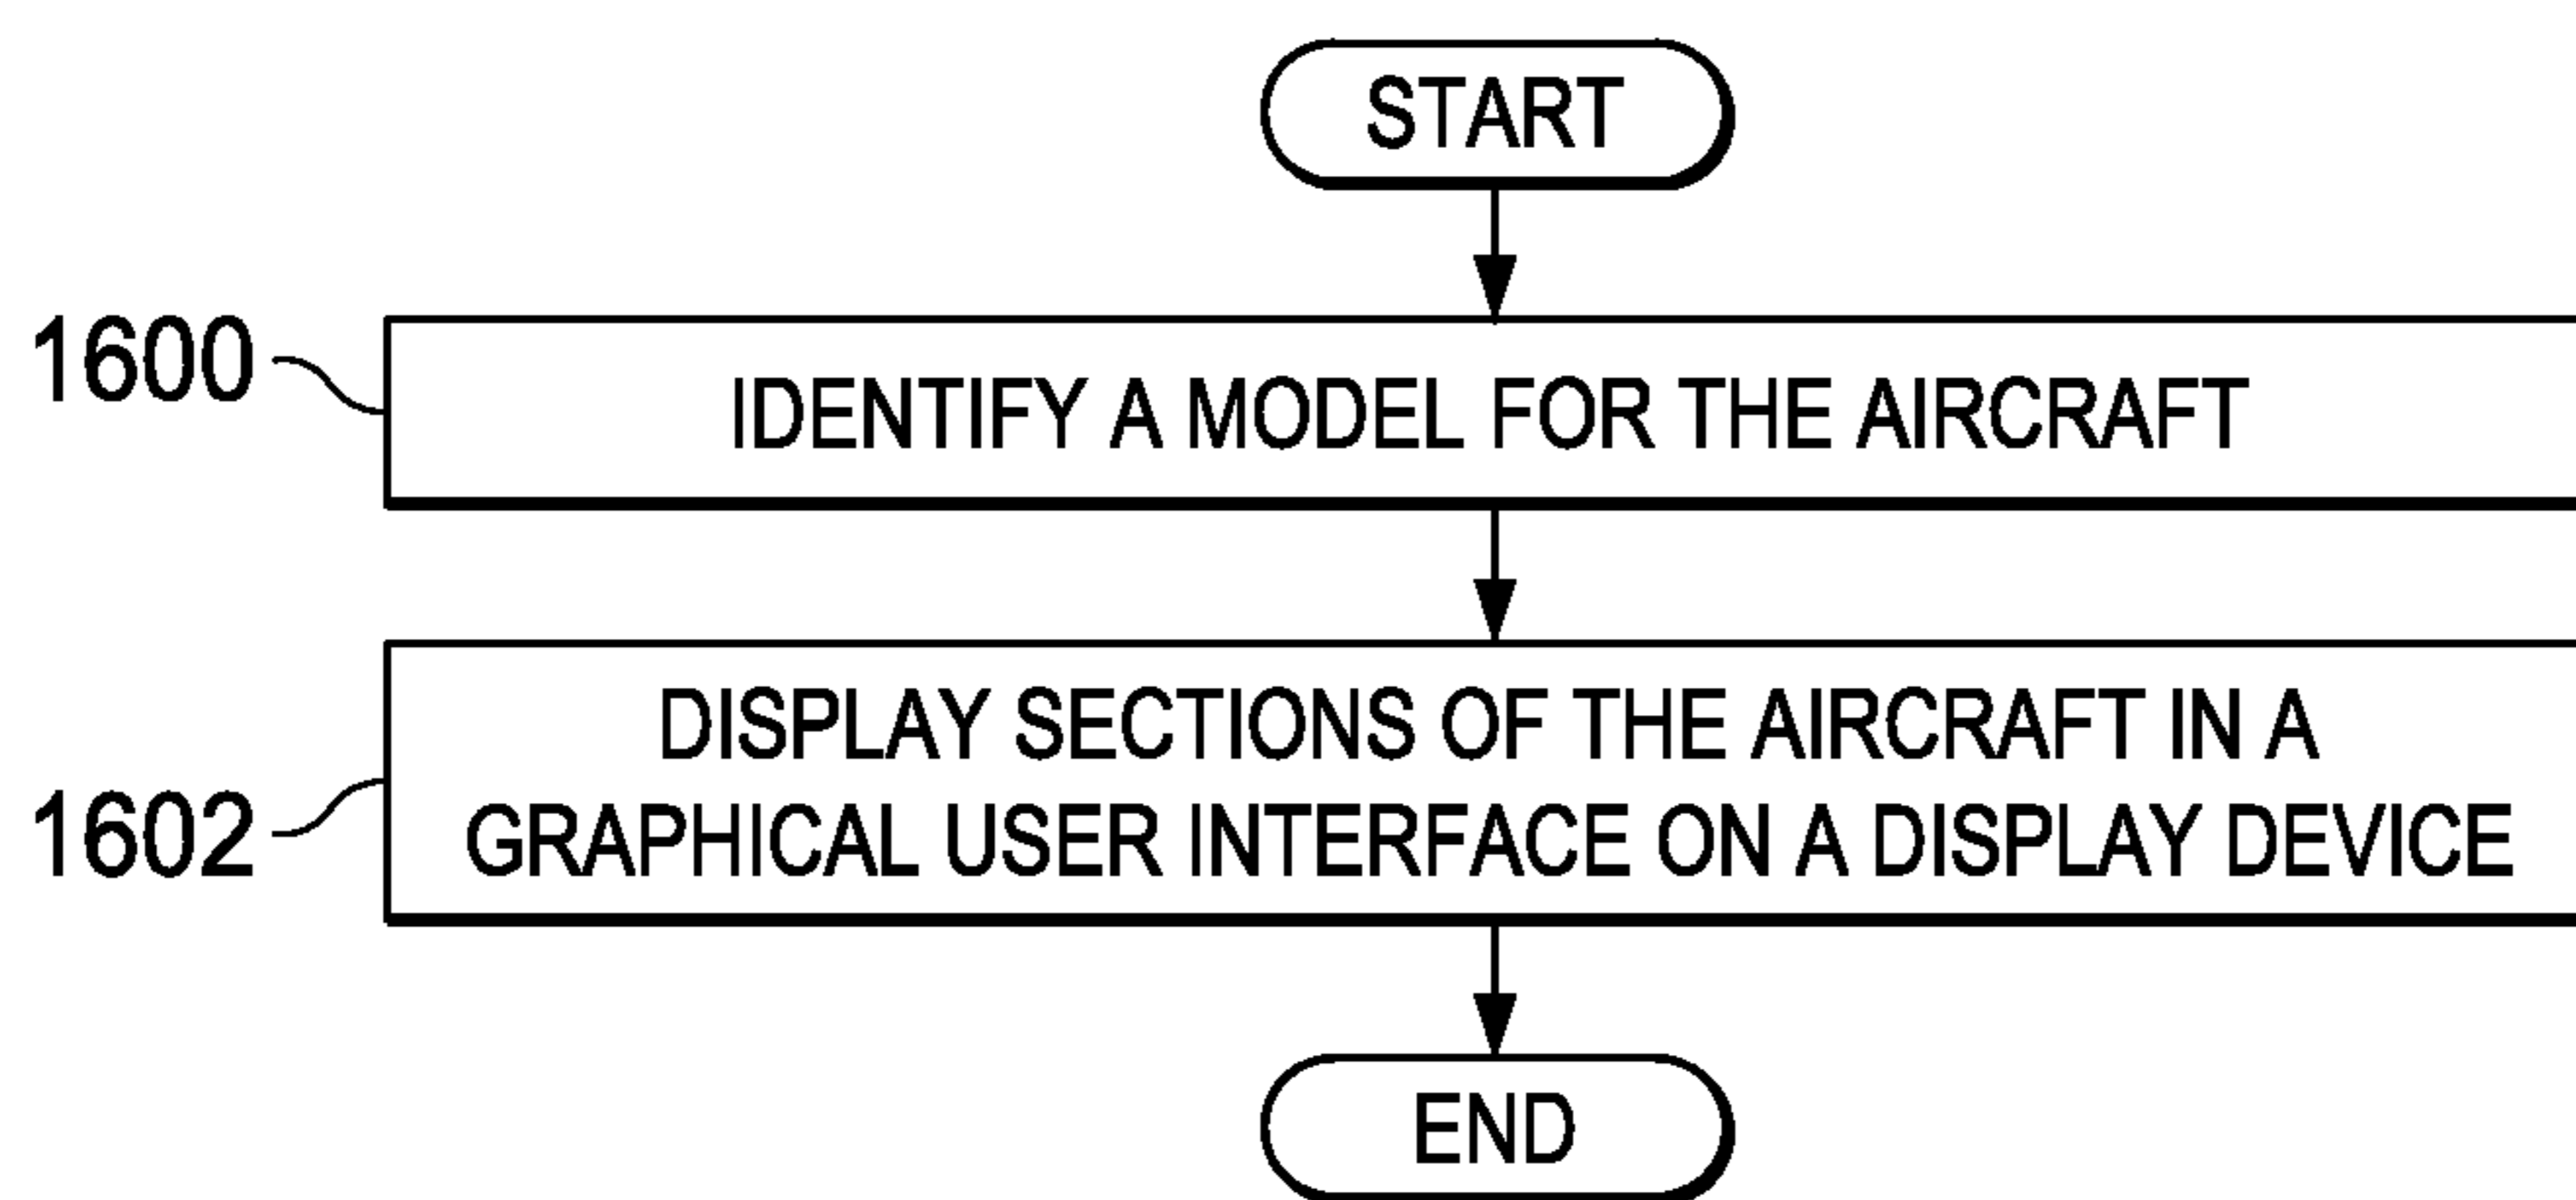 START
1600
IDENTIFY A MODEL FOR THE AIRCRAFT
1602
DISPLAY SECTIONS OF THE AIRCRAFT IN A
GRAPHICAL USER INTERFACE ON A DISPLAY DEVICE
END